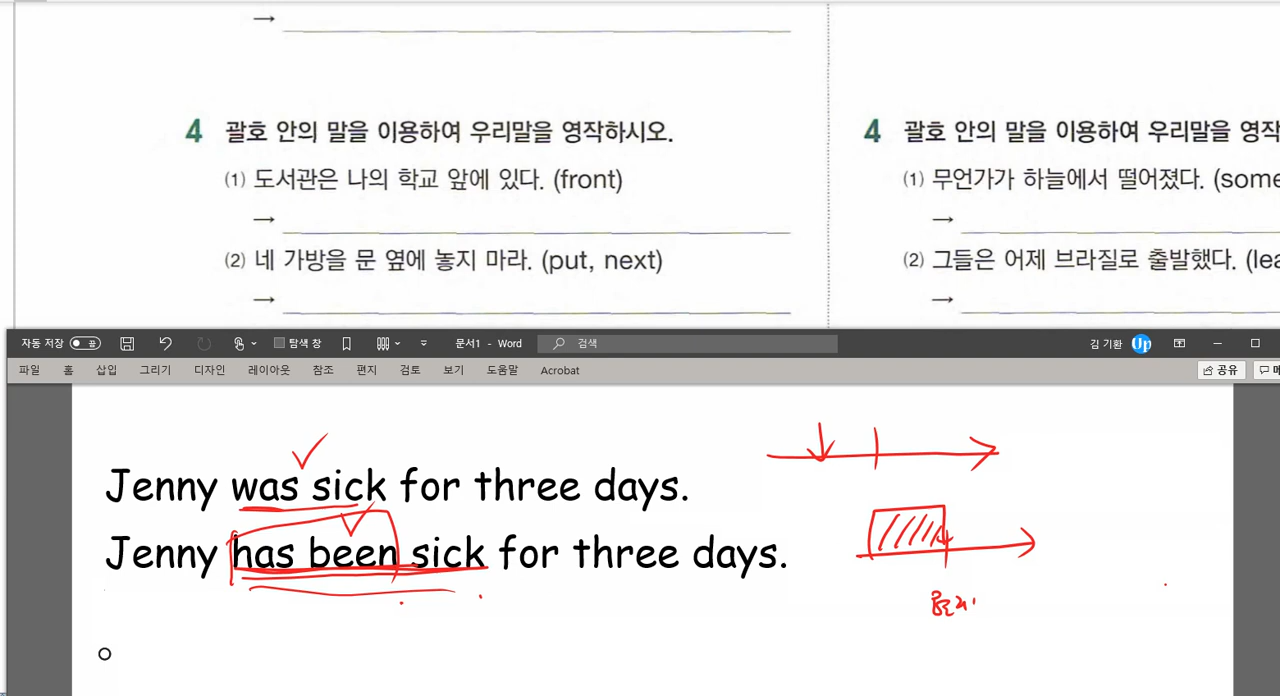 →
4 괄호 안의 말을 이용하여 우리말을 영작하시오.
(1) 도서관은 나의 학교 앞에 있다. (front)
→
(2) 네 가방을 문 옆에 놓지 마라. (put, next)
→
4 괄호 안의 말을 이용하여 우리말을 영작
(1) 무언가가 하늘에서 떨어졌다. (some
→
(2) 그들은 어제 브라질로 출발했다. (lea
→
자동 저장 끔 탐색 창 문서1 - Word 검색 김 기환 Up
파일 홈 삽입 그리기 디자인 레이아웃 참조 편지 검토 보기 도움말 Acrobat 공유 메
Jenny was sick for three days.
Jenny has been sick for three days.
현재